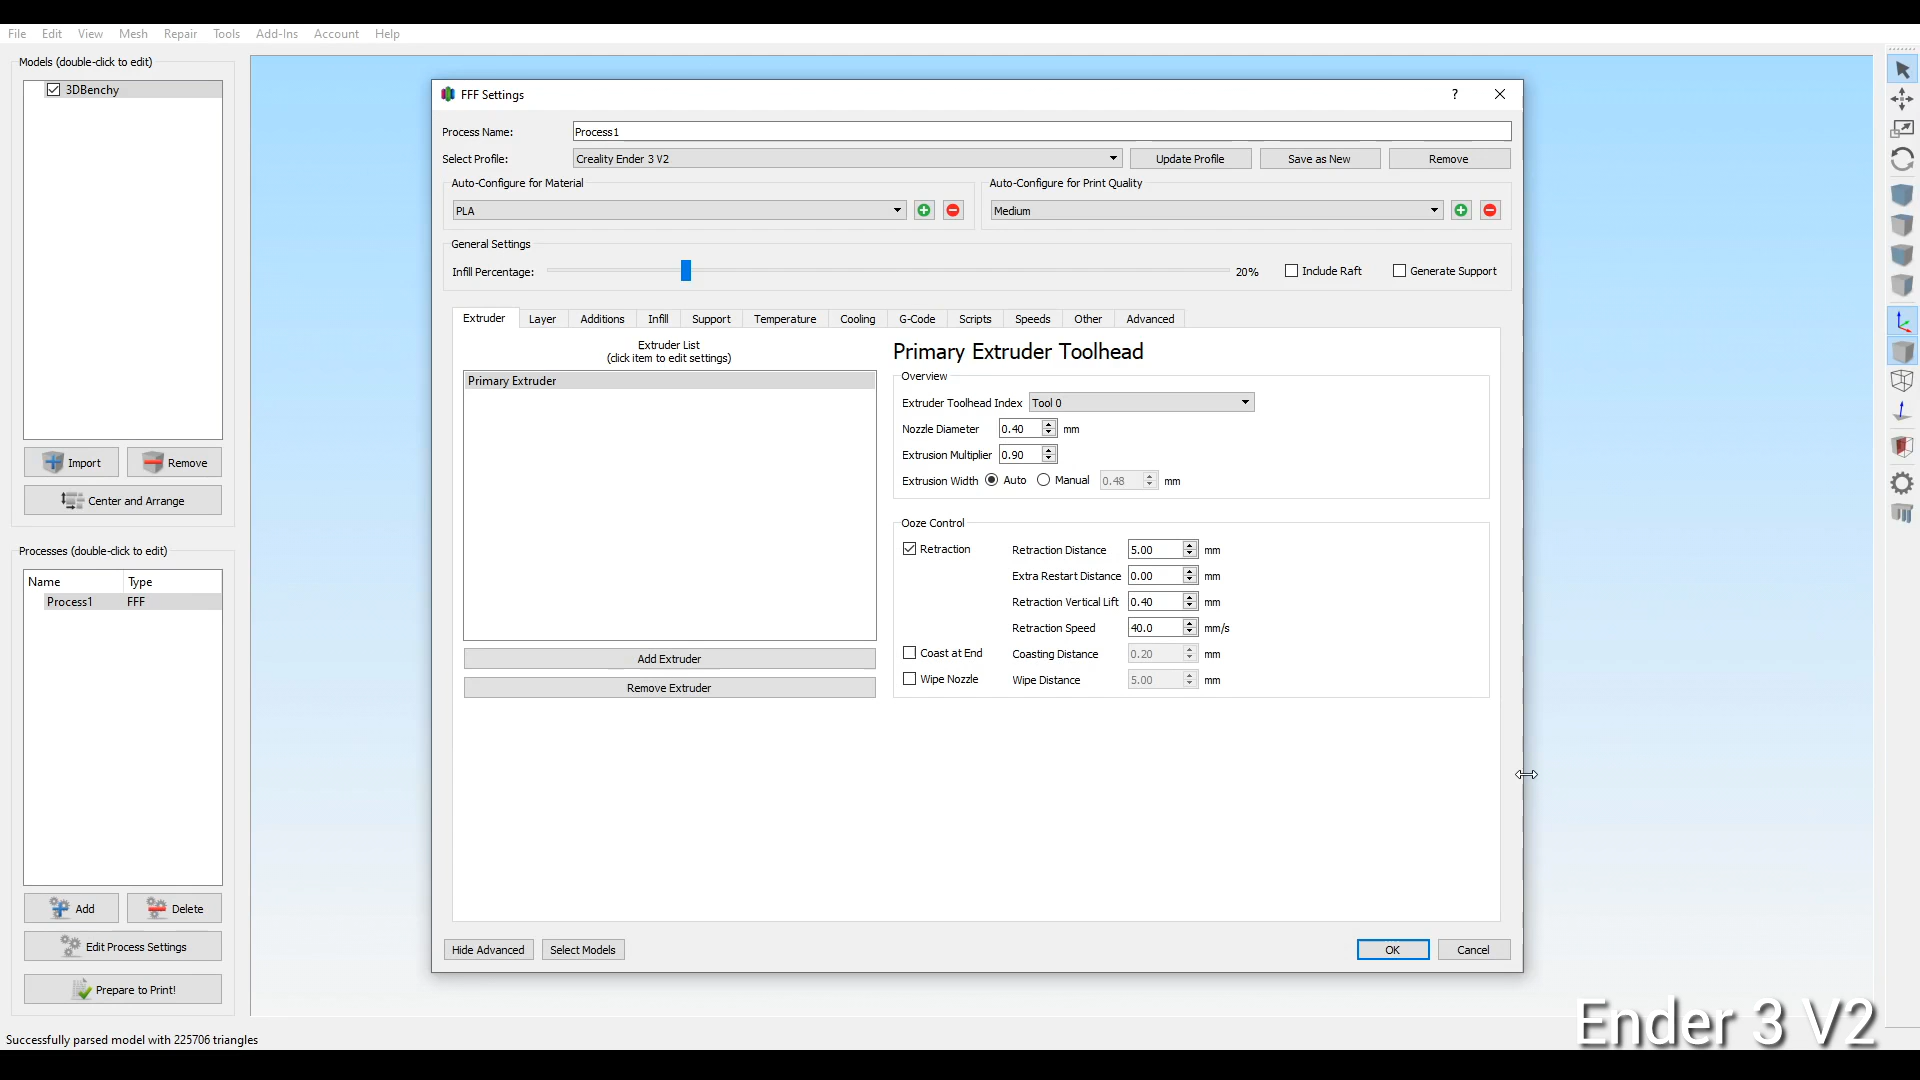 File Edit View Mesh Repair Tools Add-Ins Account Help
Models (double-click to edit)
3DBenchy
Import Remove
Center and Arrange
Processes (double-click to edit)
Name Type
Process1 FFF
Add Delete
Edit Process Settings
Prepare to Print!
Successfully parsed model with 225706 triangles
FFF Settings ?
Process Name: Process1
Select Profile: Creality Ender 3 V2 Update Profile Save as New Remove
Auto-Configure for Material
PLA
Auto-Configure for Print Quality
Medium
General Settings
Infill Percentage: 20% Include Raft Generate Support
Extruder Layer Additions Infill Support Temperature Cooling G-Code Scripts Speeds Other Advanced
Extruder List
(click item to edit settings)
Primary Extruder
Add Extruder
Remove Extruder
Primary Extruder Toolhead
Overview
Extruder Toolhead Index Tool 0
Nozzle Diameter 0.40 mm
Extrusion Multiplier 0.90
Extrusion Width Auto Manual 0.48 mm
Ooze Control
Retraction Retraction Distance 5.00 mm
Extra Restart Distance 0.00 mm
Retraction Vertical Lift 0.40 mm
Retraction Speed 40.0 mm/s
Coast at End Coasting Distance 0.20 mm
Wipe Nozzle Wipe Distance 5.00 mm
Hide Advanced Select Models OK Cancel
Ender 3 V2